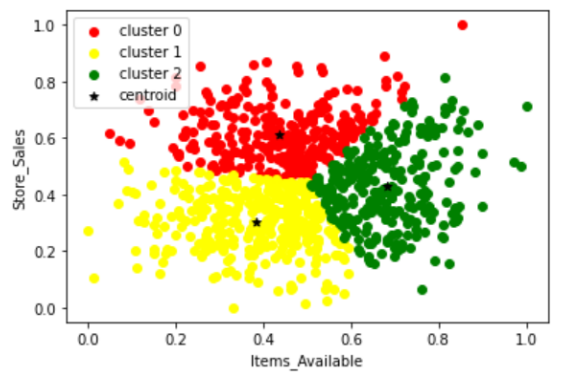 cluster 0
cluster 1
cluster 2
centroid
1.0
0.8
0.6
0.4
0.2
0.0
Store_Sales
0.0 0.2 0.4 0.6 0.8 1.0
Items_Available